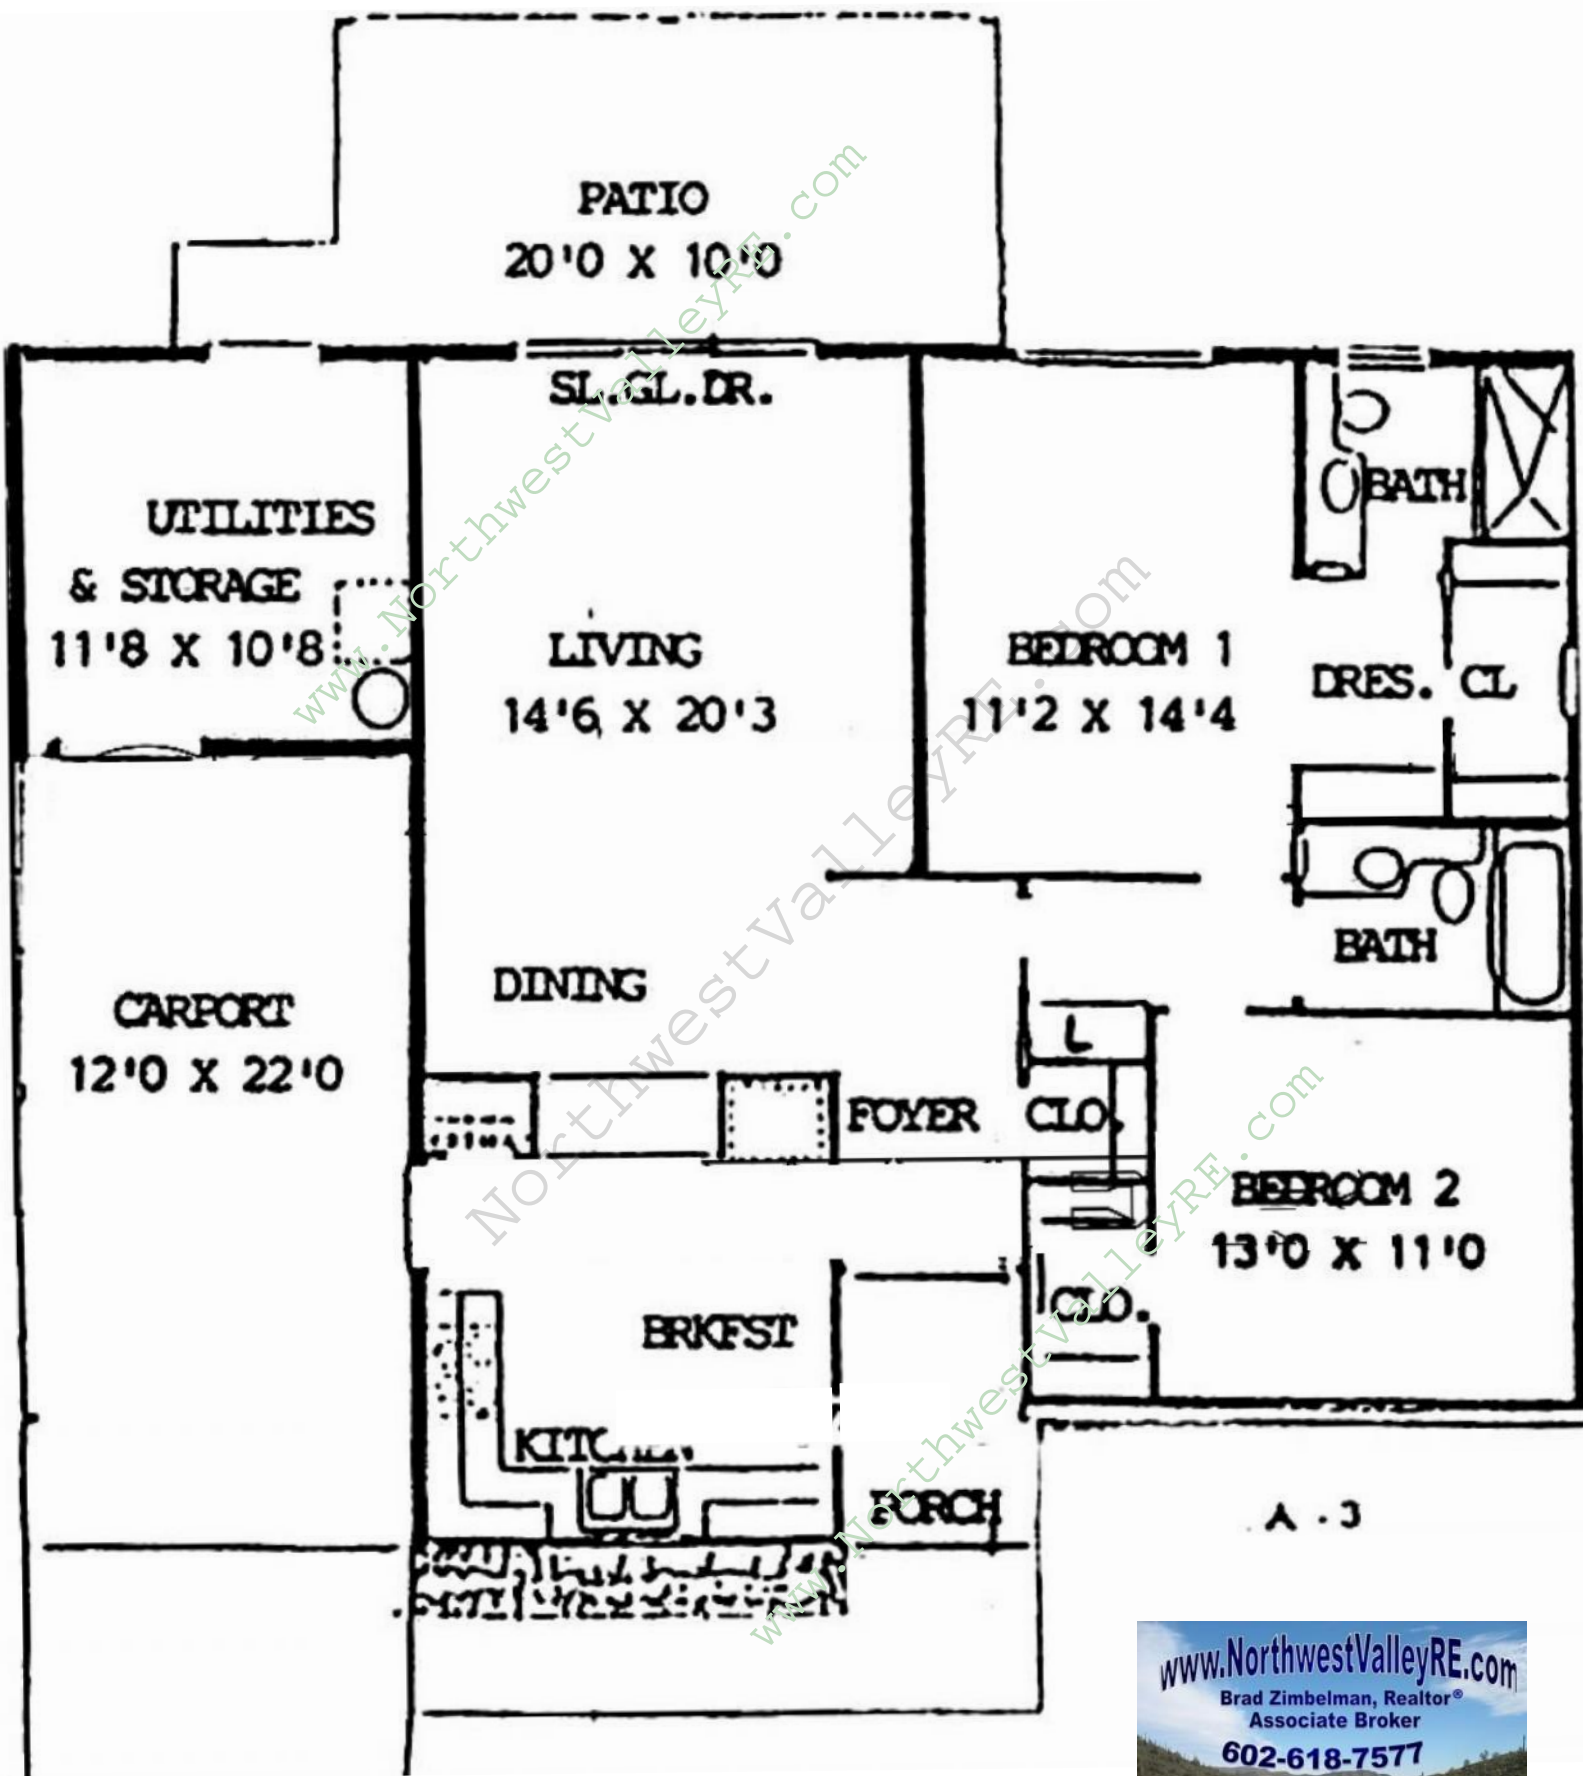 PATIO
20'0 X 10'0
SL.GL.DR.
UTILITIES
& STORAGE
11'8 X 10'8
LIVING
14'6 X 20'3
BEDROOM 1
11'2 X 14'4
BATH
DRES. CL
BATH
DINING
CARPORT
12'0 X 22'0
L
FOYER
CLO.
BEDROOM 2
13'0 X 11'0
CLO.
BRKFST
KITCHEN
PORCH
A.3
www.NorthwestValleyRE.com
NorthwestValleyRE.com
www.NorthwestValleyRE.com
www.NorthwestValleyRE.com
Brad Zimbelman, Realtor®
Associate Broker
602-618-7577